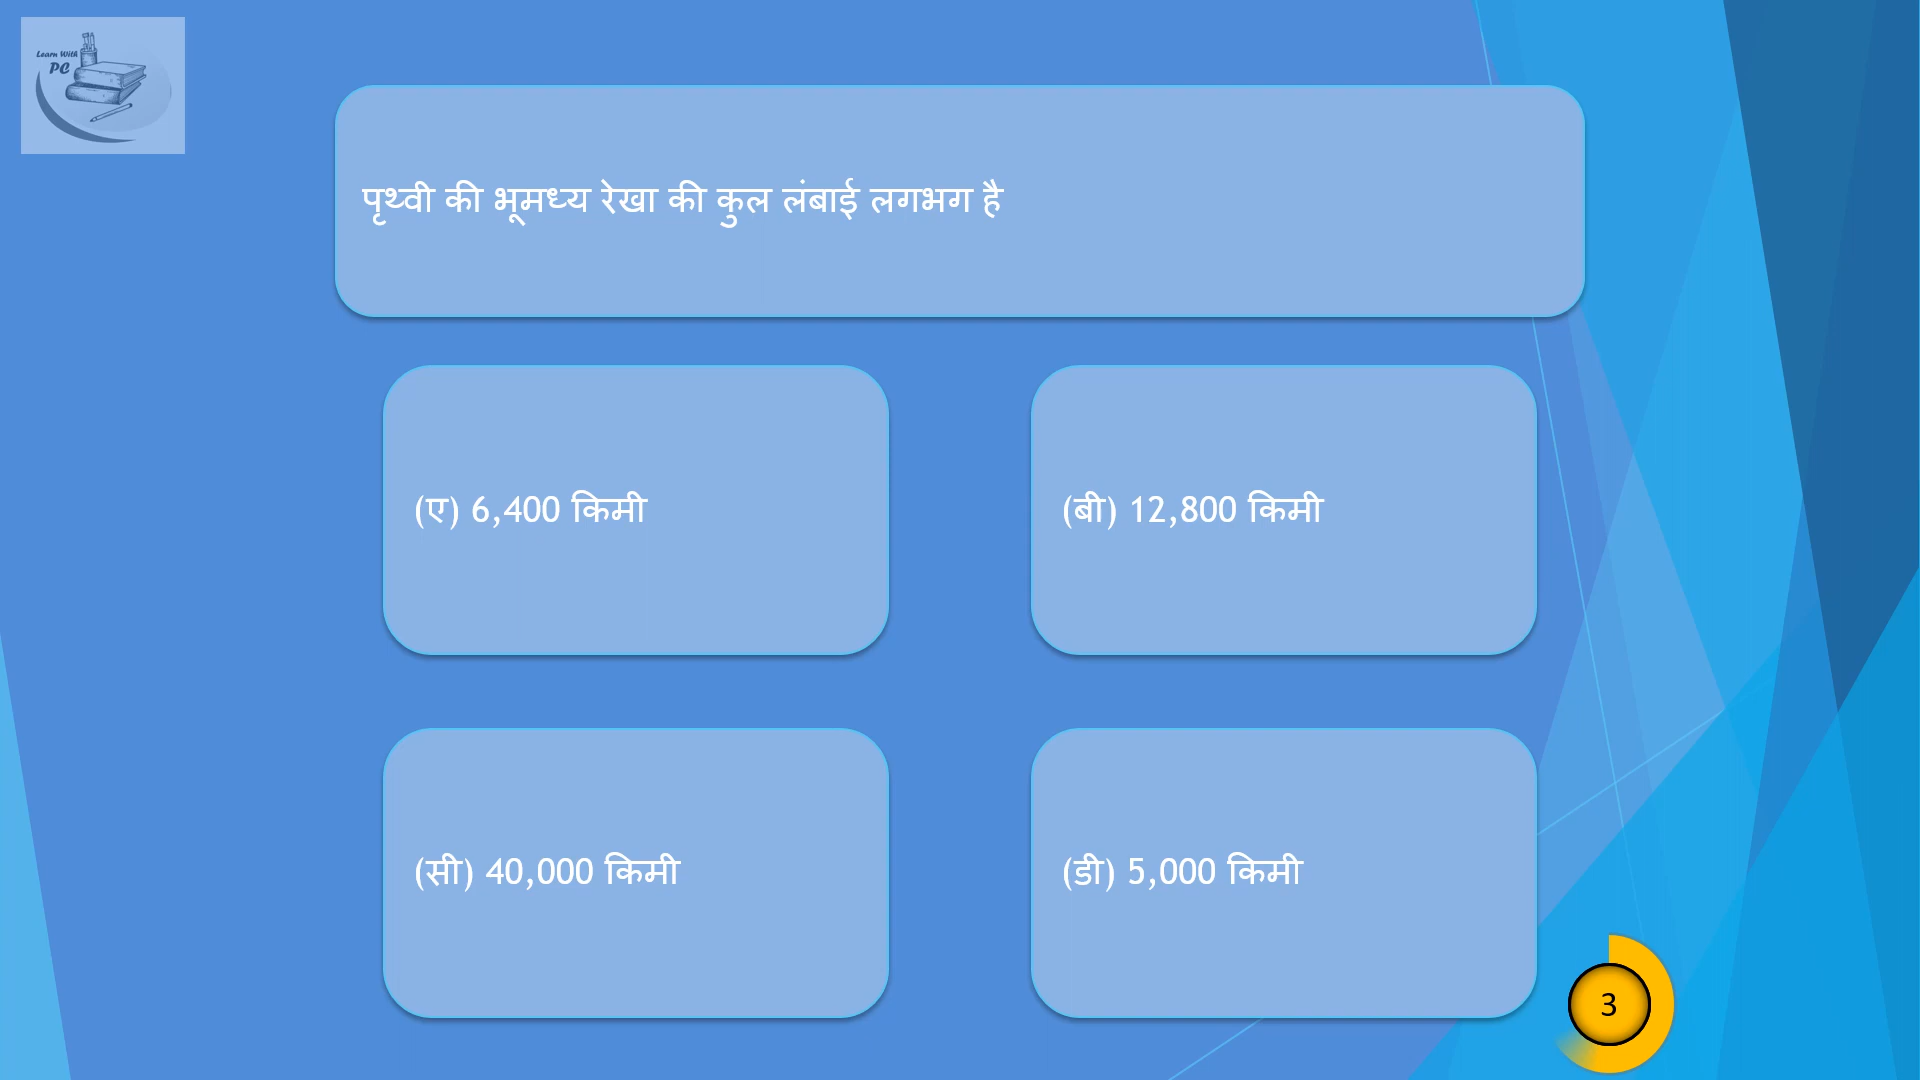 Learn With
PC
पृथ्वी की भूमध्य रेखा की कुल लंबाई लगभग है
(ए) 6,400 किमी
(बी) 12,800 किमी
(सी) 40,000 किमी
(डी) 5,000 किमी
3